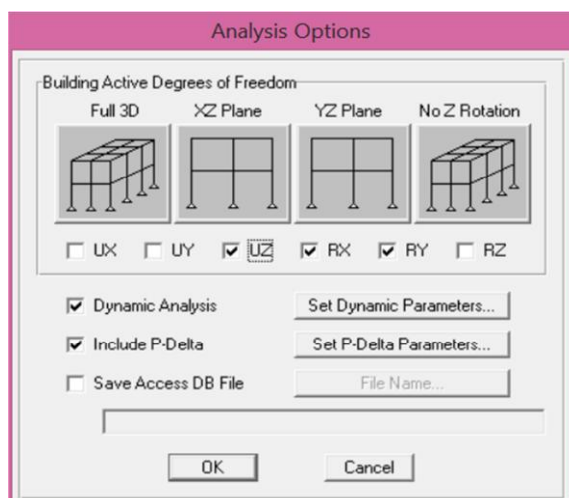 Analysis Options
Building Active Degrees of Freedom
Full 3D XZ Plane YZ Plane No Z Rotation
UX UY UZ RX RY RZ
Dynamic Analysis Set Dynamic Parameters...
Include P-Delta Set P-Delta Parameters...
Save Access DB File File Name...
OK Cancel